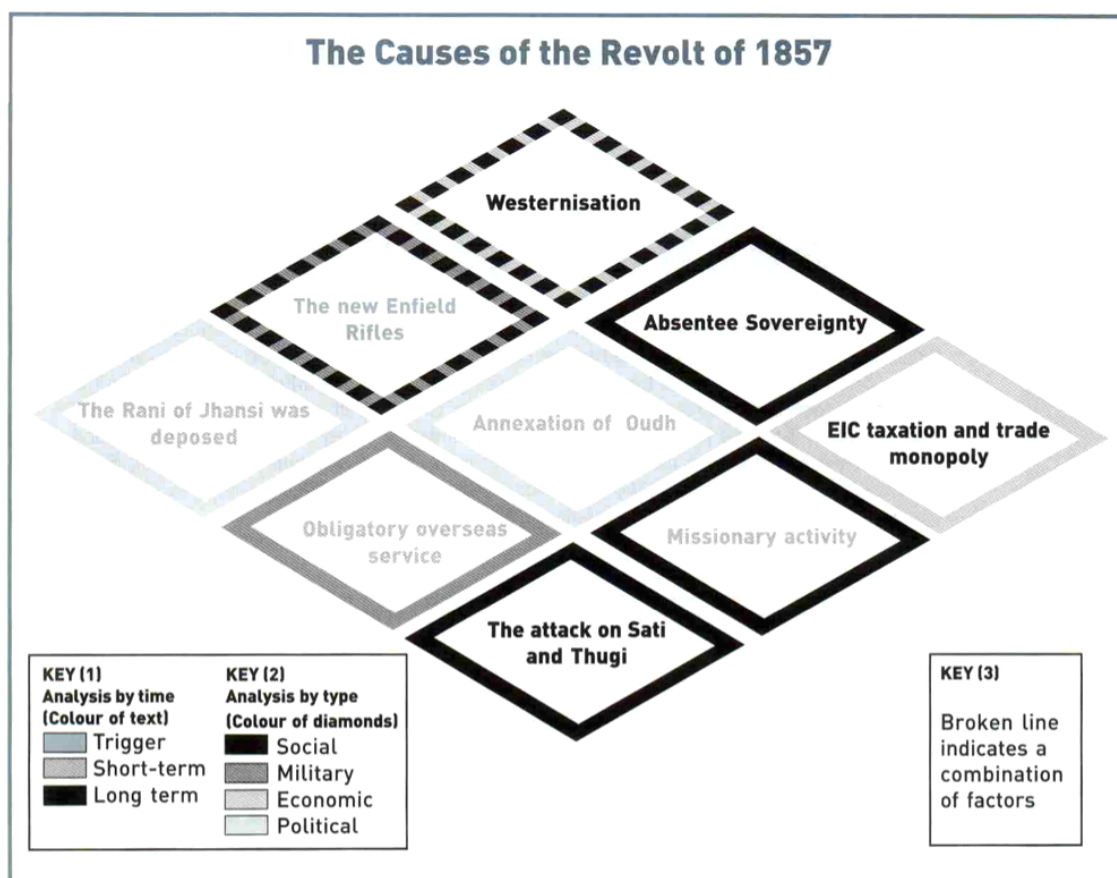 The Causes of the Revolt of 1857
Westernisation
The new Enfield
Rifles
Absentee Sovereignty
The Rani of Jhansi was
deposed
Annexation of Oudh
EIC taxation and trade
monopoly
Obligatory overseas
service
Missionary activity
The attack on Sati
and Thugi
KEY (1)
Analysis by time
(Colour of text)
Trigger
Short-term
Long term
KEY (2)
Analysis by type
(Colour of diamonds)
Social
Military
Economic
Political
KEY (3)
Broken line
indicates a
combination
of factors